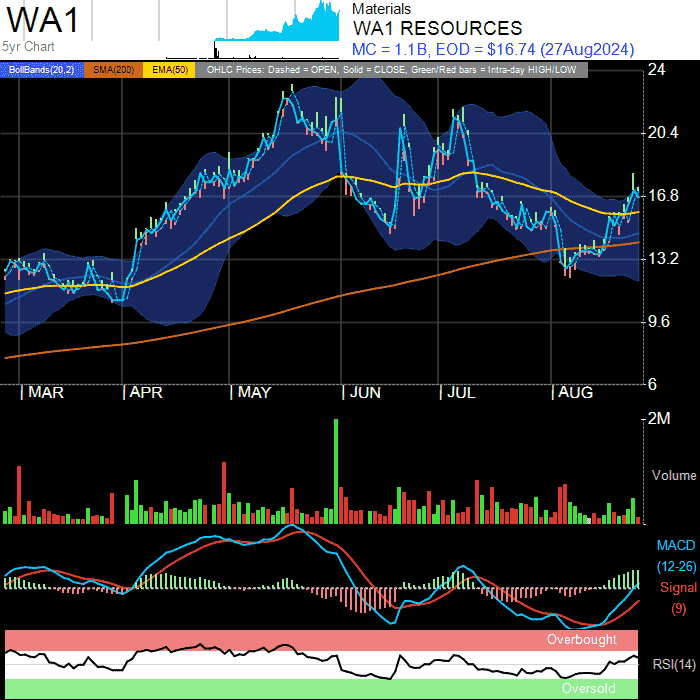 WA1
5yr Chart
Materials
WA1 RESOURCES
MC = 1.1B, EOD = $16.74 (27Aug2024)
BollBands(20,2) SMA(200) EMA(50) OHLC Prices: Dashed = OPEN, Solid = CLOSE, Green/Red bars = Intra-day HIGH/LOW
24
20.4
16.8
13.2
9.6
6
MAR APR MAY JUN JUL AUG
2M
Volume
MACD
(12-26)
Signal
(9)
Overbought
RSI(14)
Oversold